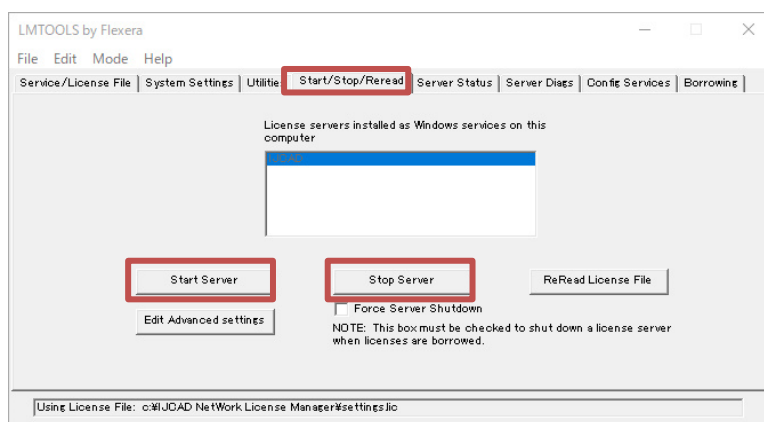 LMTOOLS by Flexera
File Edit Mode Help
Service/License File System Settings Utilities Start/Stop/Reread Server Status Server Diags Config Services Borrowing
License servers installed as Windows services on this
computer
IJCAD
Start Server Stop Server ReRead License File
Force Server Shutdown
Edit Advanced settings
NOTE: This box must be checked to shut down a license server
when licenses are borrowed.
Using License File: c:¥IJCAD NetWork License Manager¥settings.lic